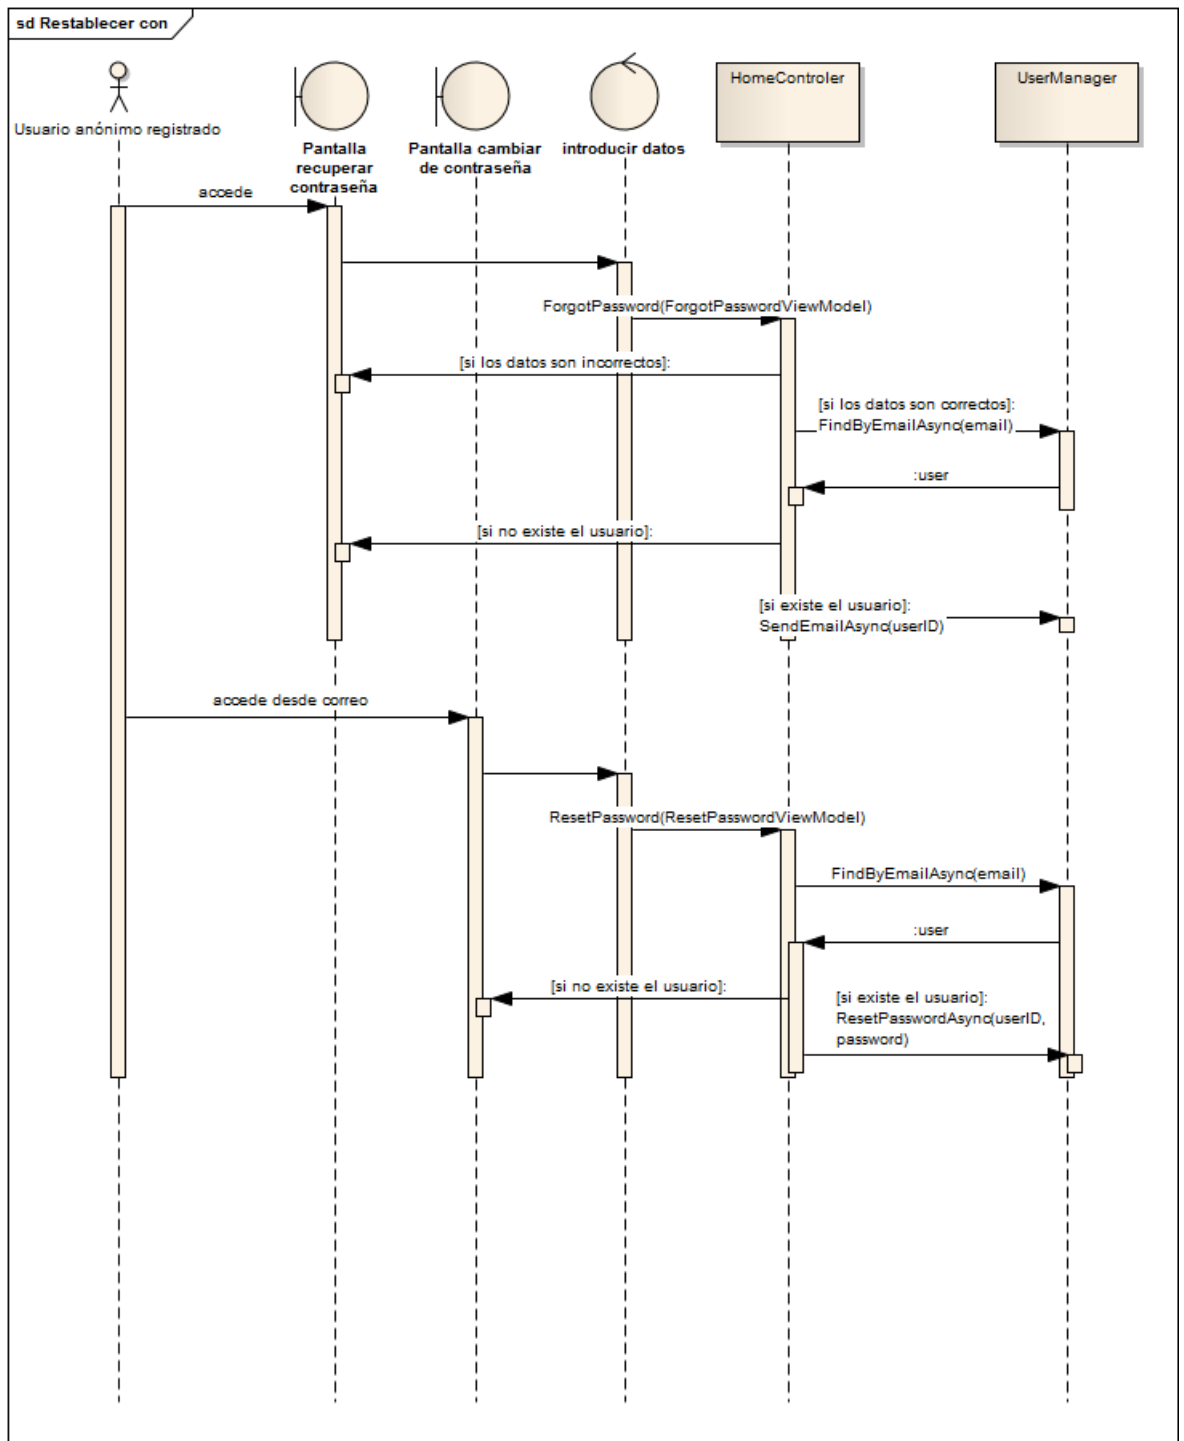 sd Restablecer con
HomeControler
UserManager
Usuario anónimo registrado
Pantalla
recuperar
contraseña
Pantalla cambiar
de contraseña
introducir datos
accede
ForgotPassword(ForgotPasswordViewModel)
[si los datos son incorrectos]:
[si los datos son correctos]:
FindByEmailAsync(email)
:user
[si no existe el usuario]:
[si existe el usuario]:
SendEmailAsync(userID)
accede desde correo
ResetPassword(ResetPasswordViewModel)
FindByEmailAsync(email)
:user
[si no existe el usuario]:
[si existe el usuario]:
ResetPasswordAsync(userID,
password)